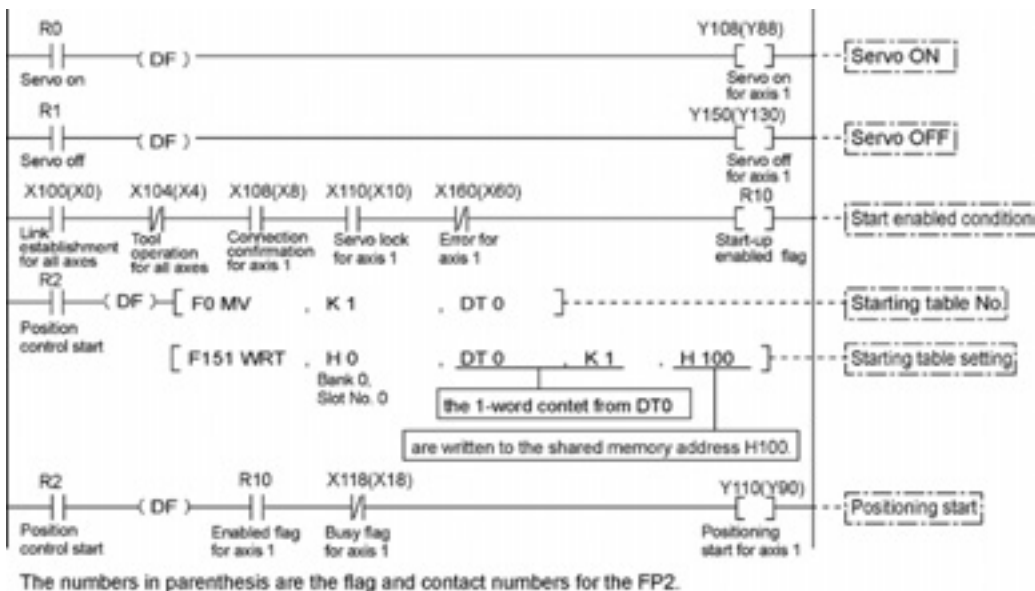 R0 Y108(Y88)
( DF ) Servo ON
Servo on Servo on
for axis 1
R1 Y150(Y130)
( DF ) Servo OFF
Servo off Servo off
for axis 1
X100(X0) X104(X4) X108(X8) X110(X10) X160(X60) R10
Start enabled condition
Link establishment for all axes
Tool operation for all axes
Connection confirmation for axis 1
Servo lock for axis 1
Error for axis 1
Start-up enabled flag
R2
( DF ) [ F0 MV , K 1 , DT 0 ] Starting table No.
Position
control start
[ F151 WRT , H 0 , DT 0 , K 1 , H 100 ] Starting table setting
Bank 0,
Slot No. 0
the 1-word contet from DT0
are written to the shared memory address H100.
R2 R10 X118(X18) Y110(Y90)
( DF ) Positioning start
Position control start
Enabled flag for axis 1
Busy flag for axis 1
Positioning start for axis 1
The numbers in parenthesis are the flag and contact numbers for the FP2.